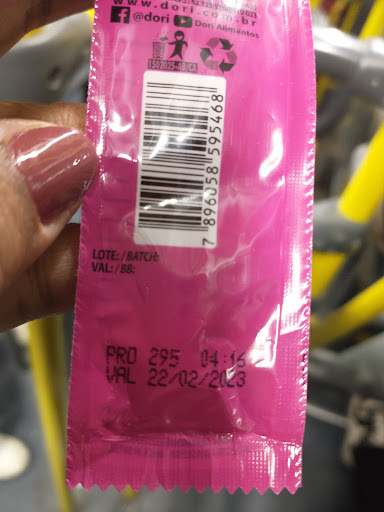 www.dori.com.br
@dori Dori Alimentos
7 896058 595468
LOTE:/BATCH:
VAL:/BB:
PRO 295 04:16
VAL 22/02/2023